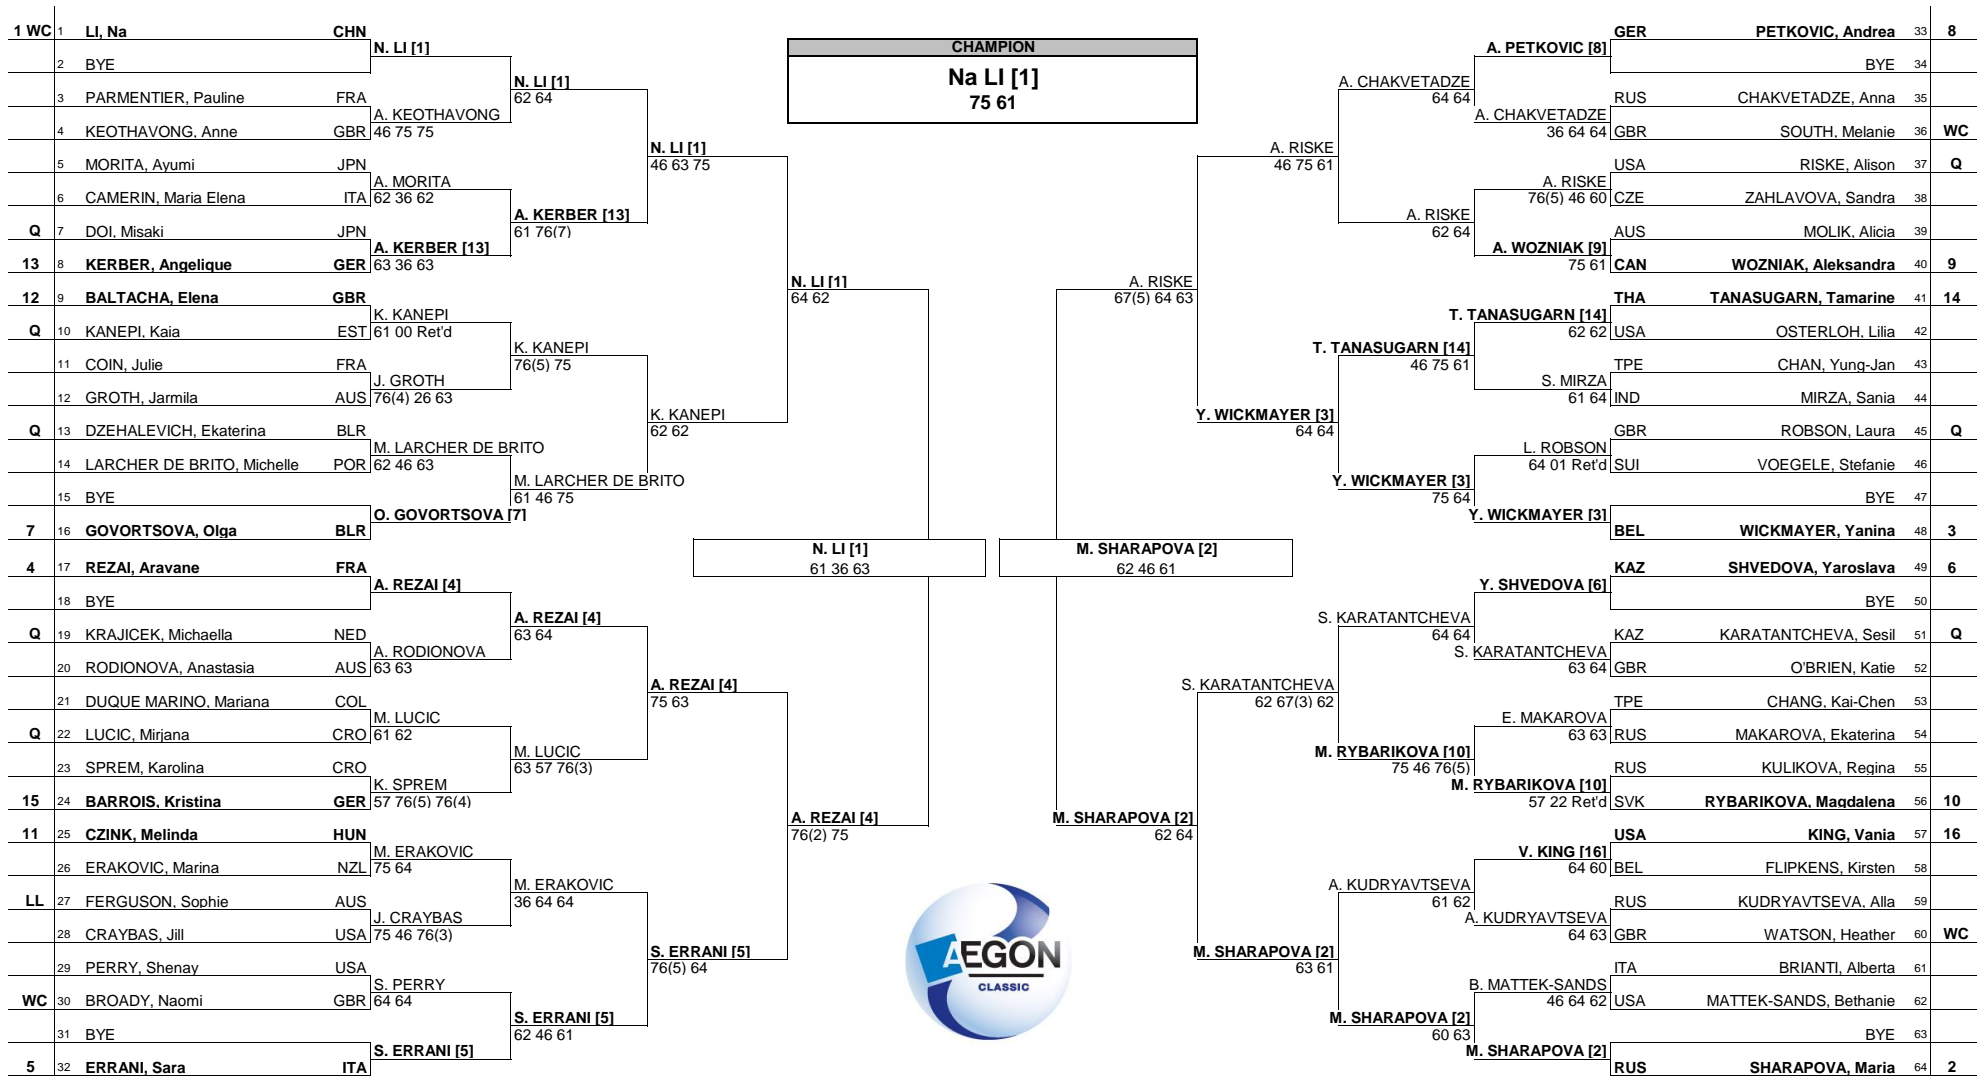 1 WC 1 LI, Na CHN
2 BYE
3 PARMENTIER, Pauline FRA
4 KEOTHAVONG, Anne GBR
5 MORITA, Ayumi JPN
6 CAMERIN, Maria Elena ITA
Q 7 DOI, Misaki JPN
13 8 KERBER, Angelique GER
12 9 BALTACHA, Elena GBR
Q 10 KANEPI, Kaia EST
11 COIN, Julie FRA
12 GROTH, Jarmila AUS
Q 13 DZEHALEVICH, Ekaterina BLR
14 LARCHER DE BRITO, Michelle POR
15 BYE
7 16 GOVORTSOVA, Olga BLR
4 17 REZAI, Aravane FRA
18 BYE
Q 19 KRAJICEK, Michaella NED
20 RODIONOVA, Anastasia AUS
21 DUQUE MARINO, Mariana COL
Q 22 LUCIC, Mirjana CRO
23 SPREM, Karolina CRO
15 24 BARROIS, Kristina GER
11 25 CZINK, Melinda HUN
26 ERAKOVIC, Marina NZL
LL 27 FERGUSON, Sophie AUS
28 CRAYBAS, Jill USA
29 PERRY, Shenay USA
WC 30 BROADY, Naomi GBR
31 BYE
5 32 ERRANI, Sara ITA
N. LI [1]
A. KEOTHAVONG
46 75 75
A. MORITA
62 36 62
A. KERBER [13]
63 36 63
K. KANEPI
61 00 Ret'd
J. GROTH
76(4) 26 63
M. LARCHER DE BRITO
62 46 63
O. GOVORTSOVA [7]
A. REZAI [4]
A. RODIONOVA
63 63
M. LUCIC
61 62
K. SPREM
57 76(5) 76(4)
M. ERAKOVIC
75 64
J. CRAYBAS
75 46 76(3)
S. PERRY
64 64
S. ERRANI [5]
N. LI [1]
62 64
A. KERBER [13]
61 76(7)
K. KANEPI
76(5) 75
M. LARCHER DE BRITO
61 46 75
A. REZAI [4]
63 64
M. LUCIC
63 57 76(3)
M. ERAKOVIC
36 64 64
S. ERRANI [5]
62 46 61
N. LI [1]
46 63 75
K. KANEPI
62 62
A. REZAI [4]
75 63
S. ERRANI [5]
76(5) 64
N. LI [1]
64 62
A. REZAI [4]
76(2) 75
CHAMPION
Na LI [1]
75 61
N. LI [1]
61 36 63
M. SHARAPOVA [2]
62 46 61
AEGON
CLASSIC
A. RISKE
67(5) 64 63
M. SHARAPOVA [2]
62 64
A. RISKE
46 75 61
Y. WICKMAYER [3]
64 64
S. KARATANTCHEVA
62 67(3) 62
M. SHARAPOVA [2]
63 61
A. CHAKVETADZE
64 64
A. RISKE
62 64
T. TANASUGARN [14]
46 75 61
Y. WICKMAYER [3]
75 64
S. KARATANTCHEVA
64 64
M. RYBARIKOVA [10]
75 46 76(5)
A. KUDRYAVTSEVA
61 62
M. SHARAPOVA [2]
60 63
A. PETKOVIC [8]
A. CHAKVETADZE
36 64 64
A. RISKE
76(5) 46 60
A. WOZNIAK [9]
75 61
T. TANASUGARN [14]
62 62
S. MIRZA
61 64
L. ROBSON
64 01 Ret'd
Y. WICKMAYER [3]
Y. SHVEDOVA [6]
S. KARATANTCHEVA
63 64
E. MAKAROVA
63 63
M. RYBARIKOVA [10]
57 22 Ret'd
V. KING [16]
64 60
A. KUDRYAVTSEVA
64 63
B. MATTEK-SANDS
46 64 62
M. SHARAPOVA [2]
GER PETKOVIC, Andrea 33 8
BYE 34
RUS CHAKVETADZE, Anna 35
GBR SOUTH, Melanie 36 WC
USA RISKE, Alison 37 Q
CZE ZAHLAVOVA, Sandra 38
AUS MOLIK, Alicia 39
CAN WOZNIAK, Aleksandra 40 9
THA TANASUGARN, Tamarine 41 14
USA OSTERLOH, Lilia 42
TPE CHAN, Yung-Jan 43
IND MIRZA, Sania 44
GBR ROBSON, Laura 45 Q
SUI VOEGELE, Stefanie 46
BYE 47
BEL WICKMAYER, Yanina 48 3
KAZ SHVEDOVA, Yaroslava 49 6
BYE 50
KAZ KARATANTCHEVA, Sesil 51 Q
GBR O'BRIEN, Katie 52
TPE CHANG, Kai-Chen 53
RUS MAKAROVA, Ekaterina 54
RUS KULIKOVA, Regina 55
SVK RYBARIKOVA, Magdalena 56 10
USA KING, Vania 57 16
BEL FLIPKENS, Kirsten 58
RUS KUDRYAVTSEVA, Alla 59
GBR WATSON, Heather 60 WC
ITA BRIANTI, Alberta 61
USA MATTEK-SANDS, Bethanie 62
BYE 63
RUS SHARAPOVA, Maria 64 2